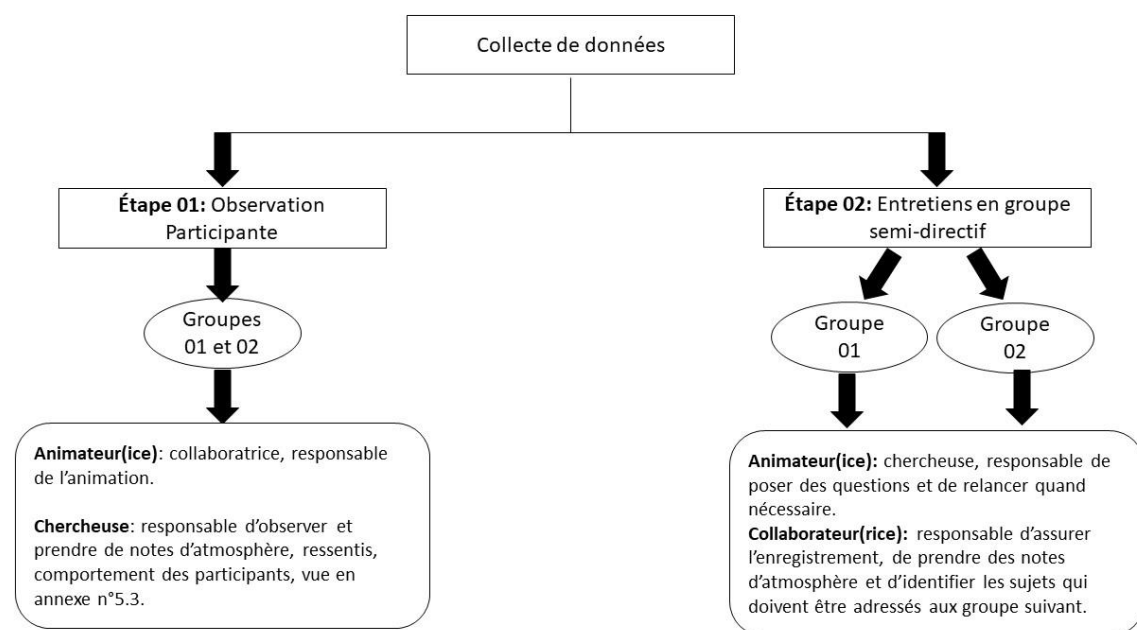 Collecte de données
Étape 01: Observation
Participante
Étape 02: Entretiens en groupe
semi-directif
Groupes
01 et 02
Groupe
01
Groupe
02
Animateur(ice): collaboratrice, responsable
de l’animation.
Chercheuse: responsable d’observer et
prendre de notes d’atmosphère, ressentis,
comportement des participants, vue en
annexe n°5.3.
Animateur(ice): chercheuse, responsable de
poser des questions et de relancer quand
nécessaire.
Collaborateur(rice): responsable d’assurer
l’enregistrement, de prendre des notes
d’atmosphère et d’identifier les sujets qui
doivent être adressés aux groupe suivant.